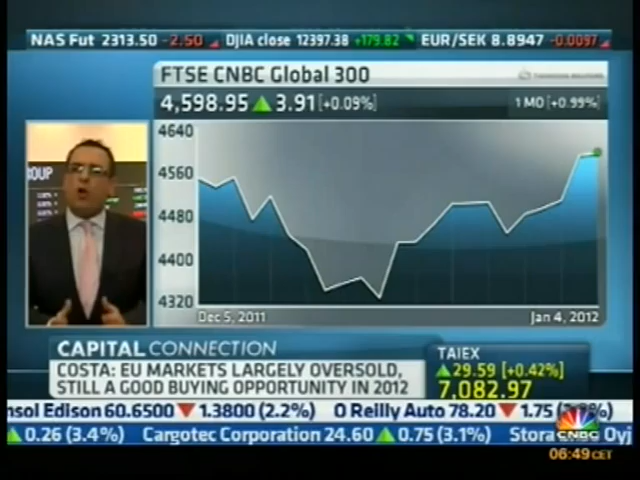 NAS Fut 2313.50 -2.50 DJIA close 12397.38 +179.82 EUR/SEK 8.8947 -0.0097
FTSE CNBC Global 300
4,598.95 3.91 [+0.09%] 1 MO [+0.99%]
4640
4560
4480
4400
4320
OUP
Dec 5, 2011 Jan 4, 2012
CAPITAL CONNECTION
COSTA: EU MARKETS LARGELY OVERSOLD,
STILL A GOOD BUYING OPPORTUNITY IN 2012
TAIEX
29.59 [+0.42%]
7,082.97
nsol Edison 60.6500 1.3800 (2.2%) O Reilly Auto 78.20 1.75
0.26 (3.4%) Cargotec Corporation 24.60 0.75 (3.1%) Stora Oyj
CNBC
06:49 CET